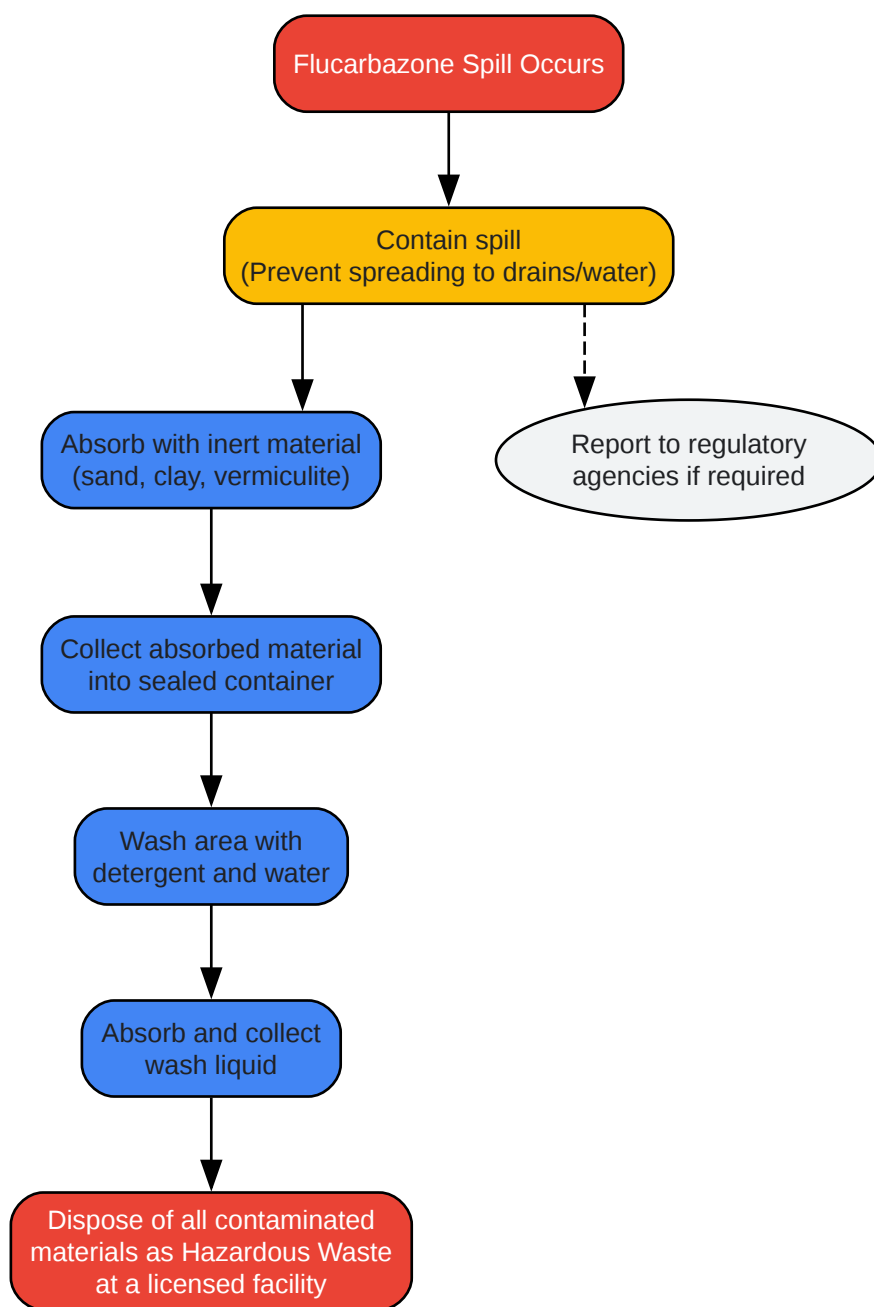 Flucarbazone Spill Occurs
Contain spill
(Prevent spreading to drains/water)
Absorb with inert material
(sand, clay, vermiculite)
Report to regulatory
agencies if required
Collect absorbed material
into sealed container
Wash area with
detergent and water
Absorb and collect
wash liquid
Dispose of all contaminated
materials as Hazardous Waste
at a licensed facility